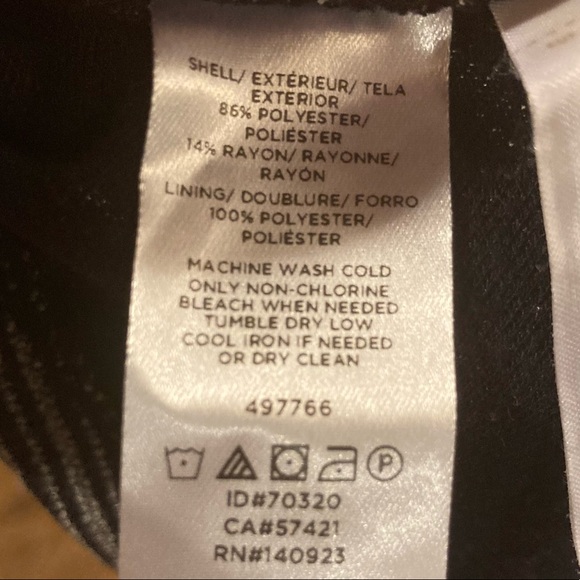 SHELL/ EXTÉRIEUR/ TELA
EXTERIOR
86% POLYESTER/
POLIÉSTER
14% RAYON/ RAYONNE/
RAYÓN
LINING/ DOUBLURE/ FORRO
100% POLYESTER/
POLIÉSTER
MACHINE WASH COLD
ONLY NON-CHLORINE
BLEACH WHEN NEEDED
TUMBLE DRY LOW
COOL IRON IF NEEDED
OR DRY CLEAN
497766
P
ID#70320
CA#57421
RN#140923